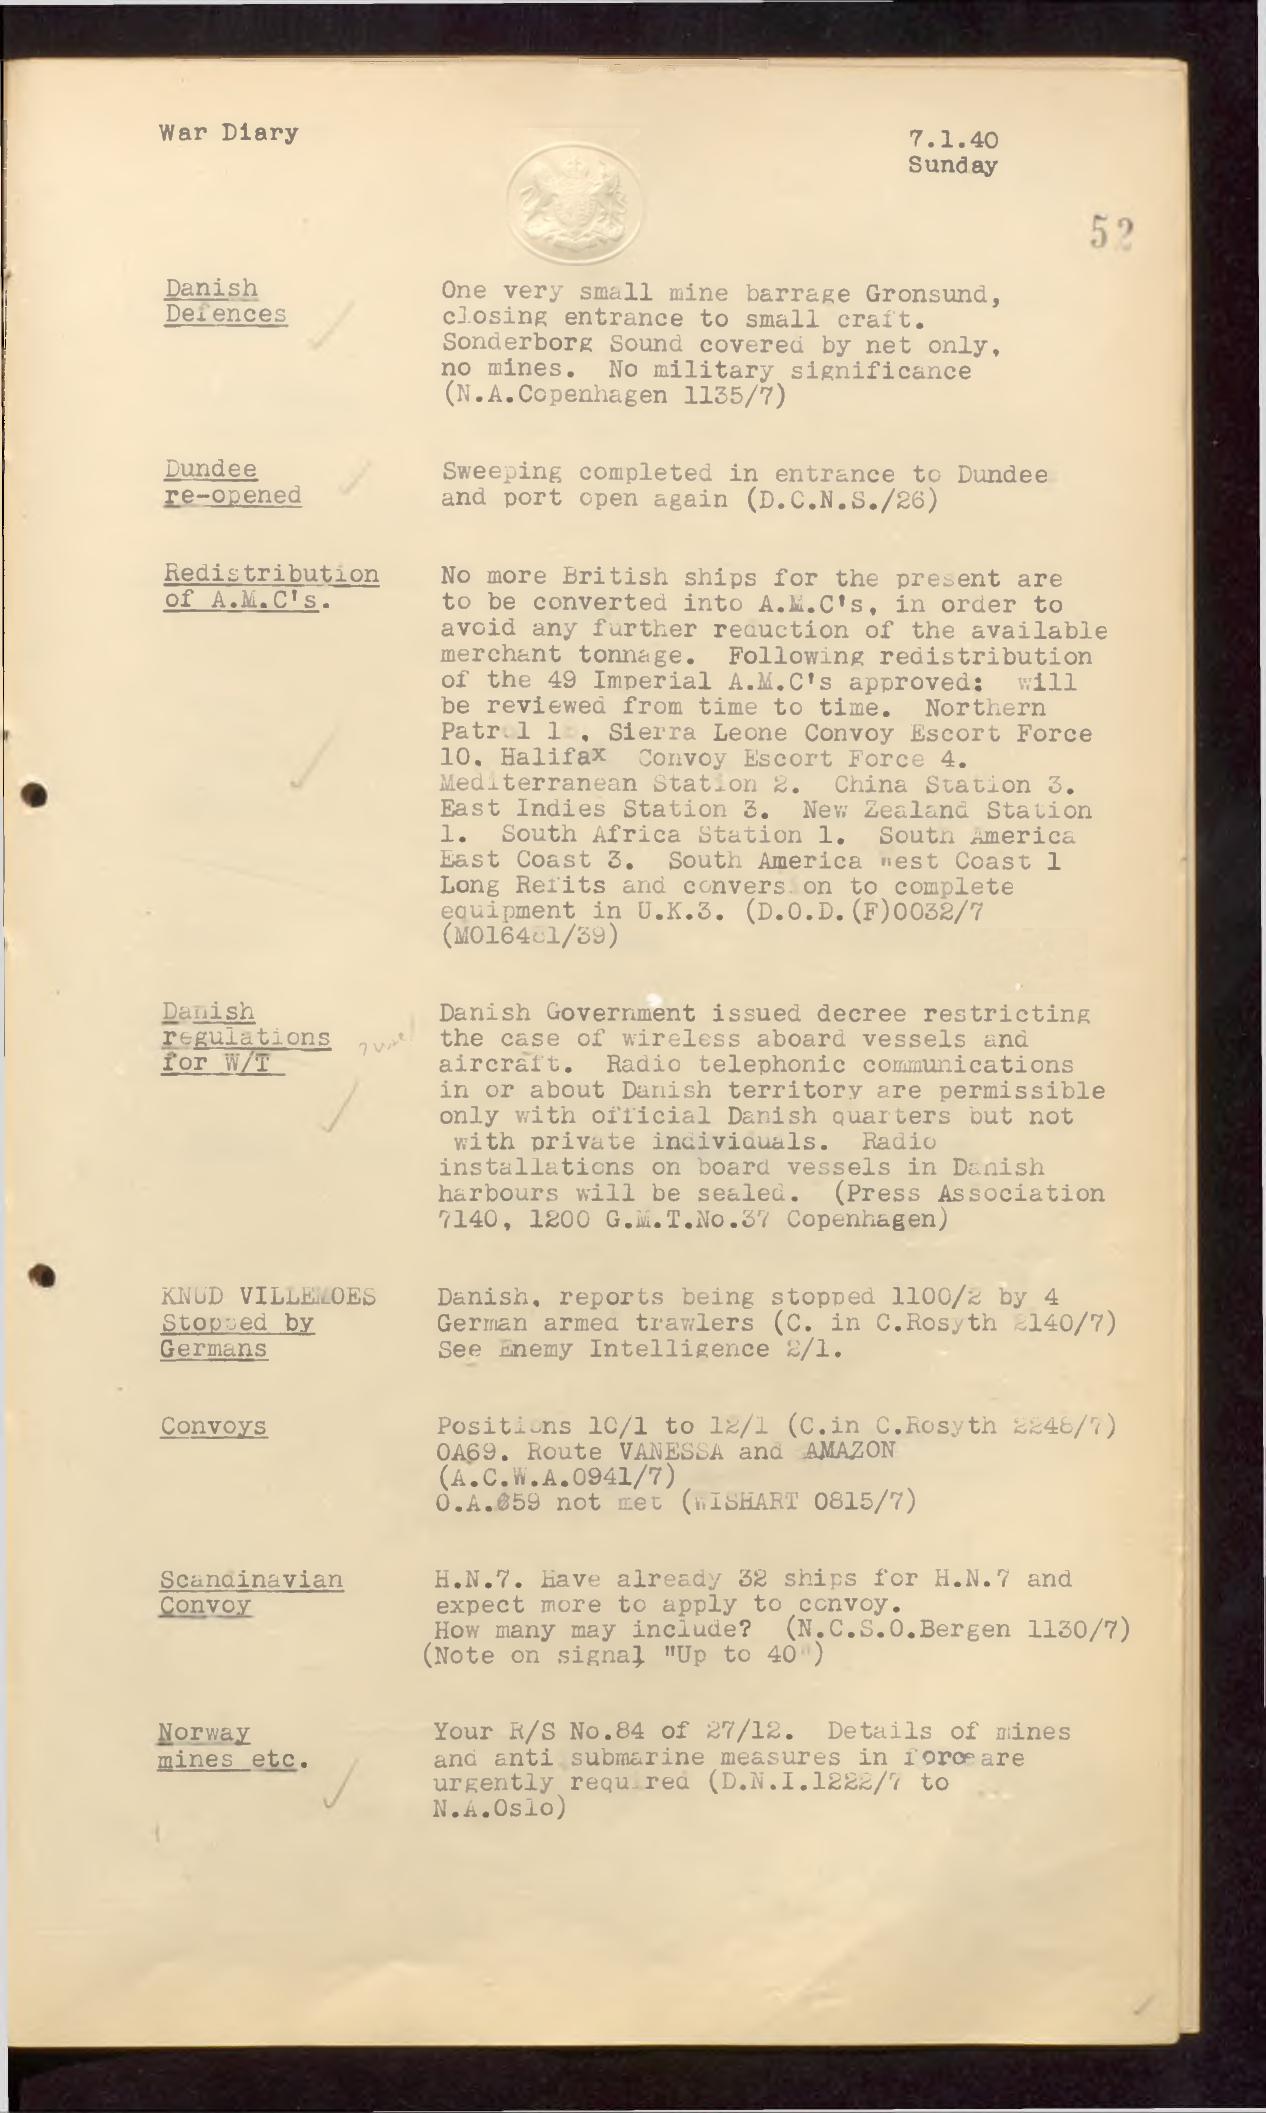 War Diary
7.1.40
Sunday
52
Danish
Defences
One very small mine barrage Gronsund,
closing entrance to small craft.
Sonderborg Sound covered by net only,
no mines. No military significance
(N.A.Copenhagen 1135/7)
Dundee
re-opened
Sweeping completed in entrance to Dundee
and port open again (D.C.N.S./26)
Redistribution
of A.M.C's.
No more British ships for the present are
to be converted into A.M.C's, in order to
avoid any further reduction of the available
merchant tonnage. Following redistribution
of the 49 Imperial A.M.C's approved: will
be reviewed from time to time. Northern
Patrol , Sierra Leone Convoy Escort Force
10. Halifax Convoy Escort Force 4.
Mediterranean Station 2. China Station 3.
East Indies Station 3. New Zealand Station
1. South Africa Station 1. South America
East Coast 3. South America West Coast 1
Long Refits and conversion to complete
equipment in U.K.3. (D.O.D.(F)0032/7
Danish
regulations
for W/T
Danish Government issued decree restricting
the case of wireless aboard vessels and
aircraft. Radio telephonic communications
in or about Danish territory are permissible
only with official Danish quarters but not
with private individuals. Radio
installations on board vessels in Danish
harbours will be sealed. (Press Association
7140, 1200 G.M.T.No.37 Copenhagen)
KNUD VILLEMOES
Stopped by
Germans
Danish, reports being stopped 1100/2 by 4
German armed trawlers (C. in C.Rosyth 2140/7)
See Enemy Intelligence 2/1.
Convoys
Positions 10/1 to 12/1 (C.in C.Rosyth 2248/7)
OA69. Route VANESSA and AMAZON
(A.C.W.A.0941/7)
O.A. 59 not met (WISHART 0815/7)
Scandinavian
Convoy
H.N.7. Have already 32 ships for H.N.7 and
expect more to apply to convoy.
How many may include? (N.C.S.O.Bergen 1130/7)
(Note on signal "Up to 40")
Norway
mines etc.
Your R/S No.84 of 27/12. Details of mines
and anti submarine measures in force are
urgently required (D.N.I.1222/7 to
N.A.Oslo)